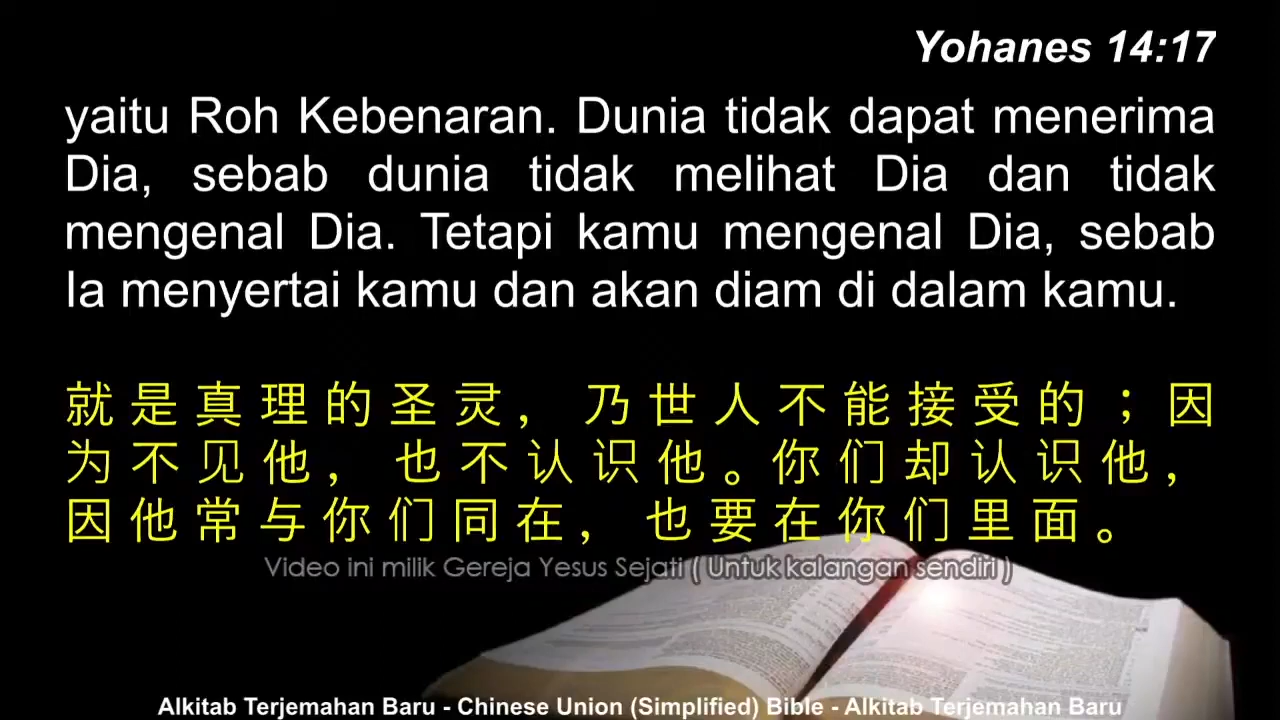 Yohanes 14:17
yaitu Roh Kebenaran. Dunia tidak dapat menerima
Dia, sebab dunia tidak melihat Dia dan tidak
mengenal Dia. Tetapi kamu mengenal Dia, sebab
Ia menyertai kamu dan akan diam di dalam kamu.
就是真理的圣灵，乃世人不能接受的；因
为不见他，也不认识他。你们却认识他，
因他常与你们同在，也要在你们里面。
Video ini milik Gereja Yesus Sejati ( Untuk kalangan sendiri )
Alkitab Terjemahan Baru - Chinese Union (Simplified) Bible - Alkitab Terjemahan Baru